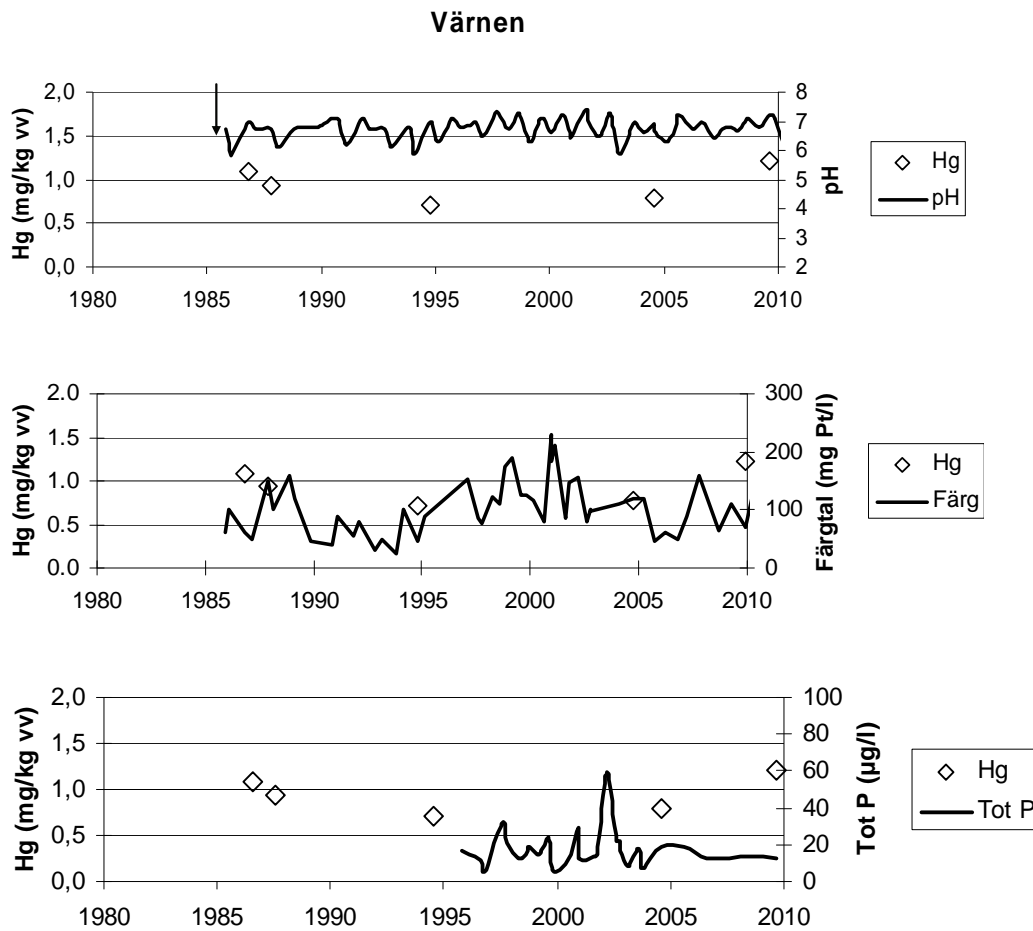 Värnen
Hg (mg/kg vv)
2,0
1,5
1,0
0,5
0,0
1980 1985 1990 1995 2000 2005 2010
8
7
6
5
4
3
2
pH
Hg
pH
Hg (mg/kg vv)
2.0
1.5
1.0
0.5
0.0
1980 1985 1990 1995 2000 2005 2010
300
200
100
0
Färgtal (mg Pt/l)
Hg
Färg
Hg (mg/kg vv)
2,0
1,5
1,0
0,5
0,0
1980 1985 1990 1995 2000 2005 2010
100
80
60
40
20
0
Tot P (µg/l)
Hg
Tot P